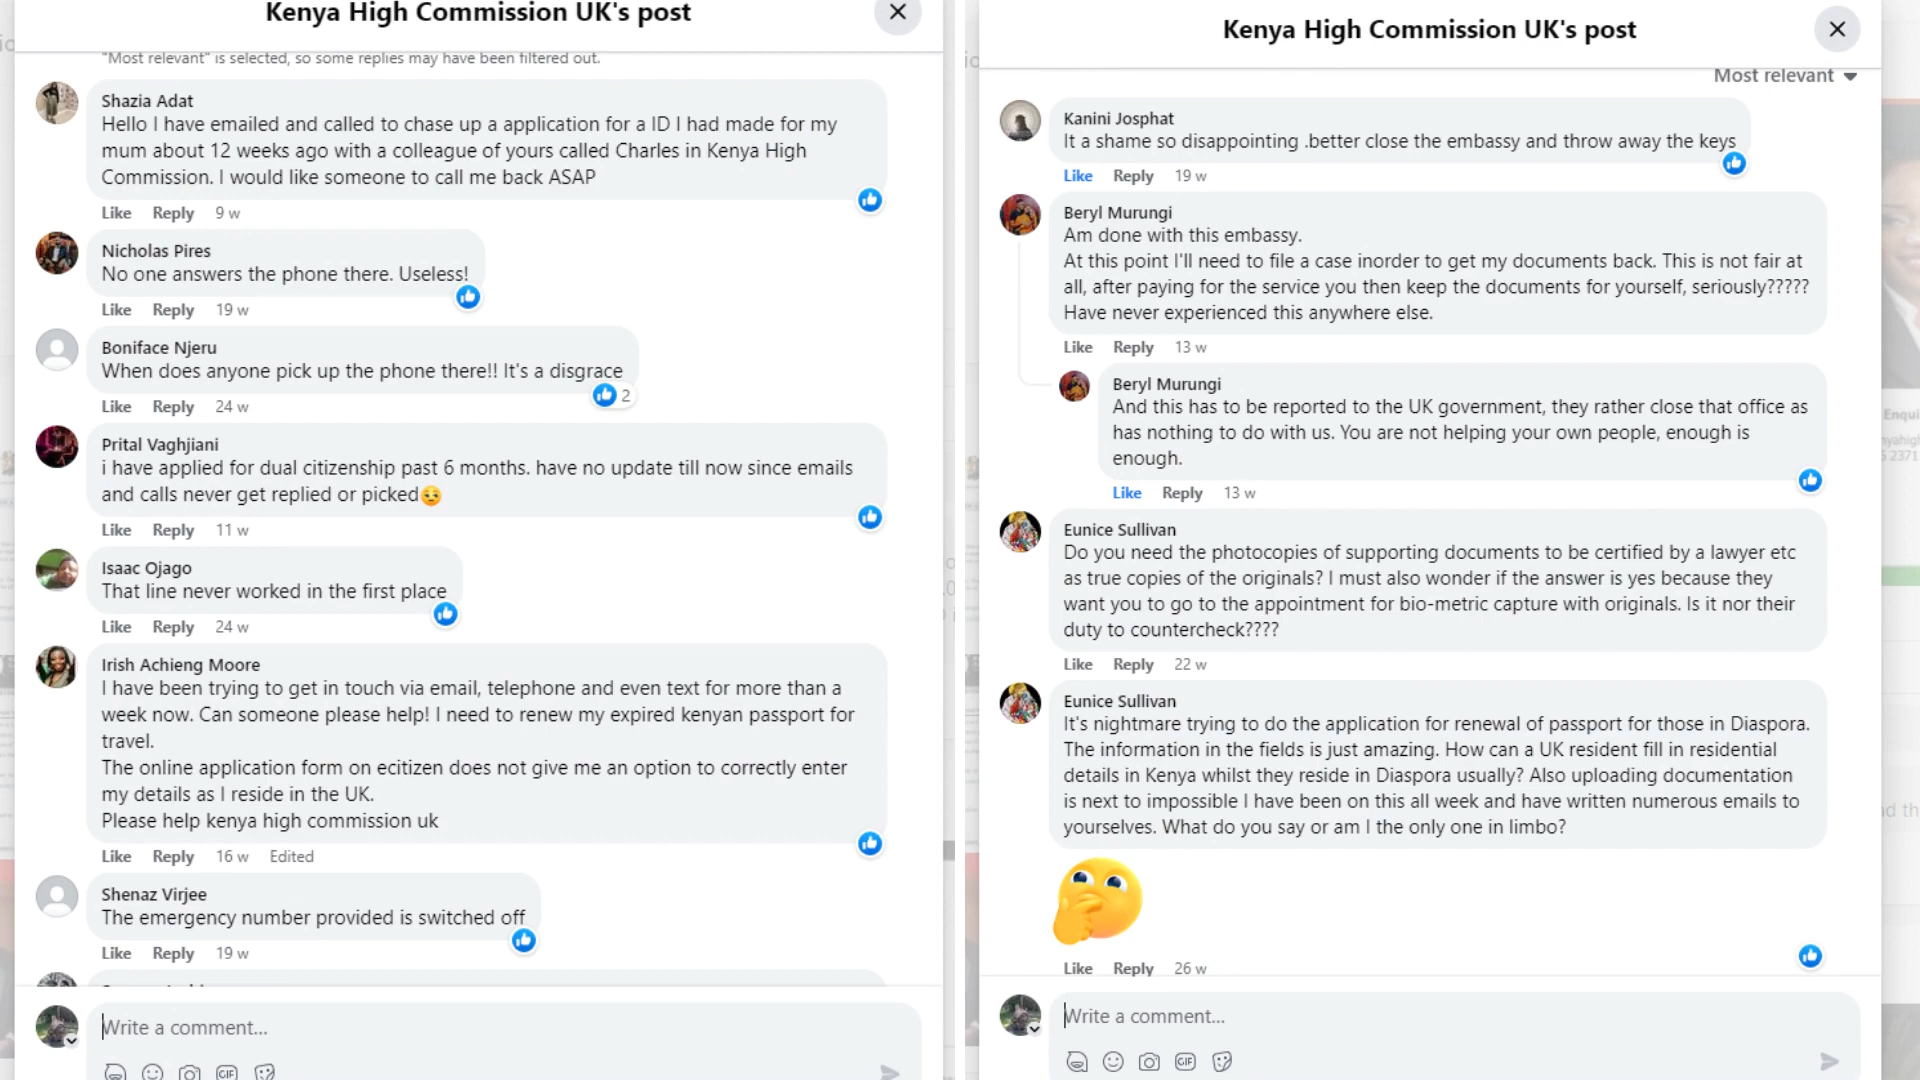 Kenya High Commission UK's post
"Most relevant" is selected, so some replies may have been filtered out.
Shazia Adat
Hello I have emailed and called to chase up a application for a ID I had made for my
mum about 12 weeks ago with a colleague of yours called Charles in Kenya High
Commission. I would like someone to call me back ASAP
Like Reply 9 w
Nicholas Pires
No one answers the phone there. Useless!
Like Reply 19 w
Boniface Njeru
When does anyone pick up the phone there!! It's a disgrace
2
Like Reply 24 w
Prital Vaghjiani
i have applied for dual citizenship past 6 months. have no update till now since emails
and calls never get replied or picked😒
Like Reply 11 w
Isaac Ojago
That line never worked in the first place
Like Reply 24 w
Irish Achieng Moore
I have been trying to get in touch via email, telephone and even text for more than a
week now. Can someone please help! I need to renew my expired kenyan passport for
travel.
The online application form on ecitizen does not give me an option to correctly enter
my details as I reside in the UK.
Please help kenya high commission uk
Like Reply 16 w Edited
Shenaz Virjee
The emergency number provided is switched off
Like Reply 19 w
Write a comment...
GIF
Kenya High Commission UK's post
Most relevant
Kanini Josphat
It a shame so disappointing .better close the embassy and throw away the keys
Like Reply 19 w
Beryl Murungi
Am done with this embassy.
At this point I'll need to file a case inorder to get my documents back. This is not fair at
all, after paying for the service you then keep the documents for yourself, seriously?????
Have never experienced this anywhere else.
Like Reply 13 w
Beryl Murungi
And this has to be reported to the UK government, they rather close that office as
has nothing to do with us. You are not helping your own people, enough is
enough.
Like Reply 13 w
Eunice Sullivan
Do you need the photocopies of supporting documents to be certified by a lawyer etc
as true copies of the originals? I must also wonder if the answer is yes because they
want you to go to the appointment for bio-metric capture with originals. Is it nor their
duty to countercheck????
Like Reply 22 w
Eunice Sullivan
It's nightmare trying to do the application for renewal of passport for those in Diaspora.
The information in the fields is just amazing. How can a UK resident fill in residential
details in Kenya whilst they reside in Diaspora usually? Also uploading documentation
is next to impossible I have been on this all week and have written numerous emails to
yourselves. What do you say or am I the only one in limbo?
Like Reply 26 w
Write a comment...
GIF